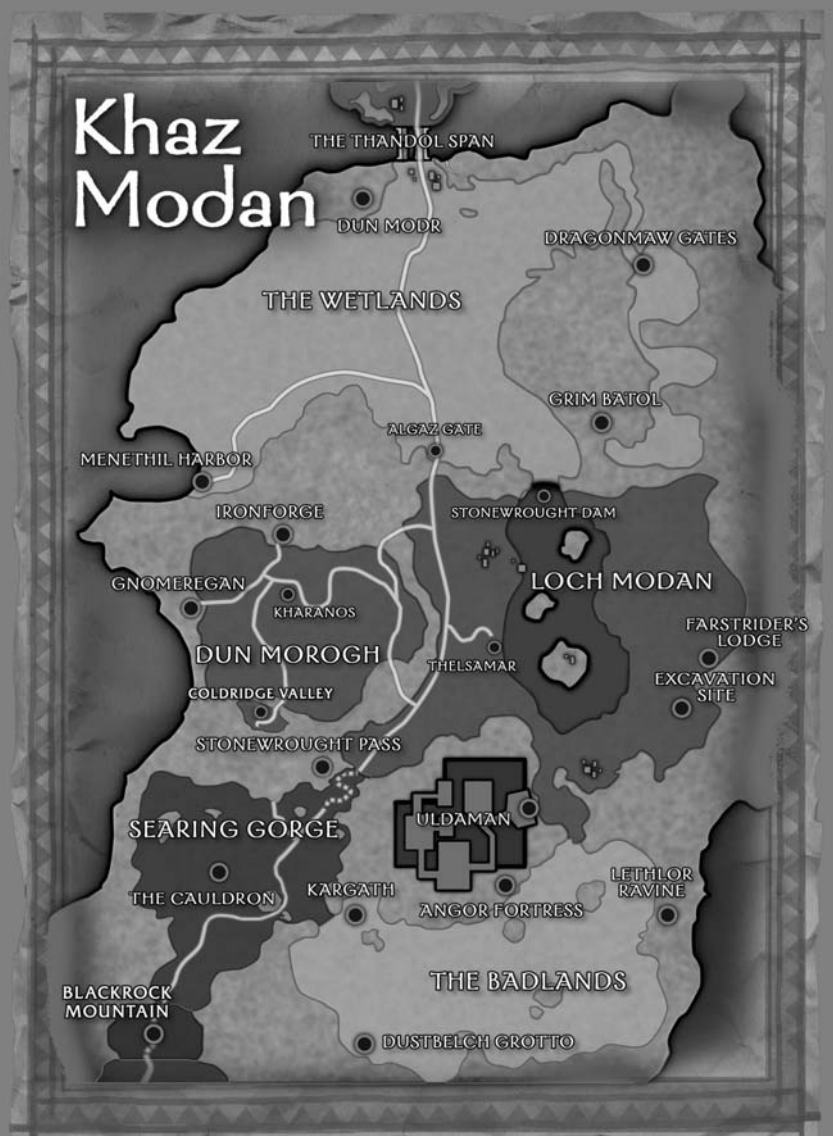 Khaz
Modan
THE THANDOL SPAN
DUN MODR
DRAGONMAW GATES
THE WETLANDS
GRIM BATOL
ALGAZ GATE
MENETHIL HARBOR
IRONFORGE
STONEWROUGHT DAM
GNOMEREGAN
LOCH MODAN
KHARANOS
FARSTRIDER'S
LODGE
DUN MOROGH
THELSAMAR
EXCAVATION
SITE
COLDRIDGE VALLEY
STONEWROUGHT PASS
ULDAMAN
SEARING GORGE
LETHLOR
RAVINE
THE CAULDRON
KARGATH
ANGOR FORTRESS
THE BADLANDS
BLACKROCK
MOUNTAIN
DUSTBELCH GROTTO